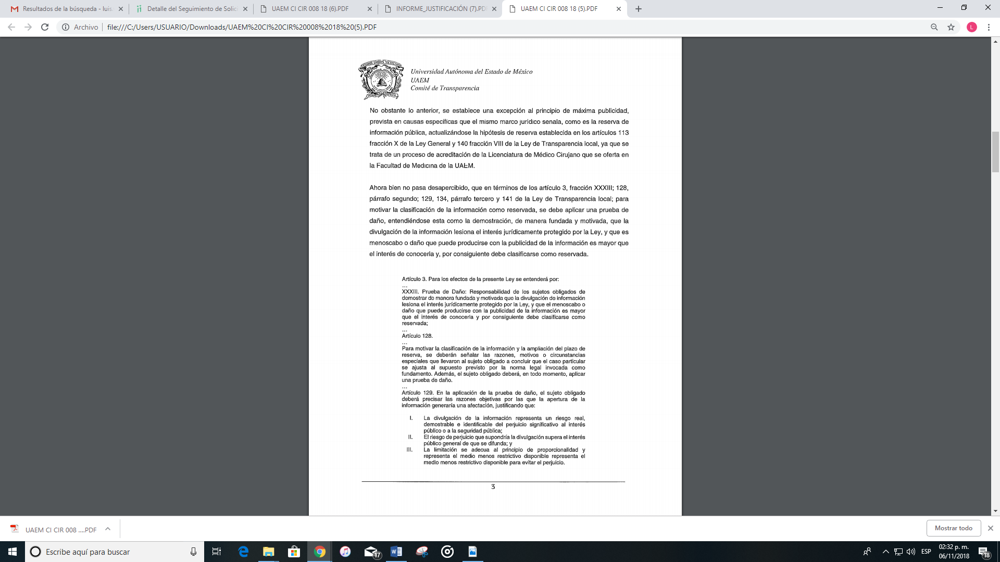 Resultados de la búsqueda - luis.
Detalle del Seguimiento de Solici
UAEM CI CIR 008 18 (6).PDF
INFORME_JUSTIFICACIÓN (7).PD
UAEM CI CIR 008 18 (5).PDF
Archivo
file:///C:/Users/USUARIO/Downloads/UAEM%20CI%20CIR%20008%2018%20(5).PDF
L
ESTADOS UNIDOS MEXICANOS
Universidad Autónoma del Estado de México
UAEM
Comité de Transparencia
No obstante lo anterior, se establece una excepción al principio de máxima publicidad,
prevista en causas específicas que el mismo marco jurídico senala, como es la reserva de
información pública, actualizándose la hipótesis de reserva establecida en los artículos 113
fracción X de la Ley General y 140 fracción VIII de la Ley de Transparencia local, ya que se
trata de un proceso de acreditación de la Licenciatura de Médico Cirujano que se oferta en
la Facultad de Medicina de la UAEM.
Ahora bien no pasa desapercibido, que en términos de los artículo 3, fracción XXXIII; 128,
párrafo segundo; 129, 134, párrafo tercero y 141 de la Ley de Transparencia local; para
motivar la clasificación de la información como reservada, se debe aplicar una prueba de
daño, entendiéndose esta como la demostración, de manera fundada y motivada, que la
divulgación de la información lesiona el interés jurídicamente protegido por la Ley, y que es
menoscabo o daño que puede producirse con la publicidad de la información es mayor que
el interés de conocerla y, por consiguiente debe clasificarse como reservada.
Artículo 3. Para los efectos de la presente Ley se entenderá por:
...
XXXIII. Prueba de Daño: Responsabilidad de los sujetos obligados de
demostrar de manera fundada y motivada que la divulgación de información
lesiona el interés jurídicamente protegido por la Ley, y que el menoscabo o
daño que puede producirse con la publicidad de la información es mayor
que el interés de conocerla y por consiguiente debe clasificarse como
reservada;
...
Artículo 128.
...
Para motivar la clasificación de la información y la ampliación del plazo de
reserva, se deberán señalar las razones, motivos o circunstancias
especiales que llevaron al sujeto obligado a concluir que el caso particular
se ajusta al supuesto previsto por la norma legal invocada como
fundamento. Además, el sujeto obligado deberá, en todo momento, aplicar
una prueba de daño.
...
Artículo 129. En la aplicación de la prueba de daño, el sujeto obligado
deberá precisar las razones objetivas por las que la apertura de la
información generaría una afectación, justificando que:
I. La divulgación de la información representa un riesgo real,
demostrable e identificable del perjuicio significativo al interés
público o a la seguridad pública;
II. El riesgo de perjuicio que supondría la divulgación supera el interés
público general de que se difunda; y
III. La limitación se adecua al principio de proporcionalidad y
representa el medio menos restrictivo disponible representa el
medio menos restrictivo disponible para evitar el perjuicio.
3
UAEM CI CIR 008 ....PDF
Mostrar todo
Escribe aquí para buscar
17
ESP
02:32 p. m.
06/11/2018
18